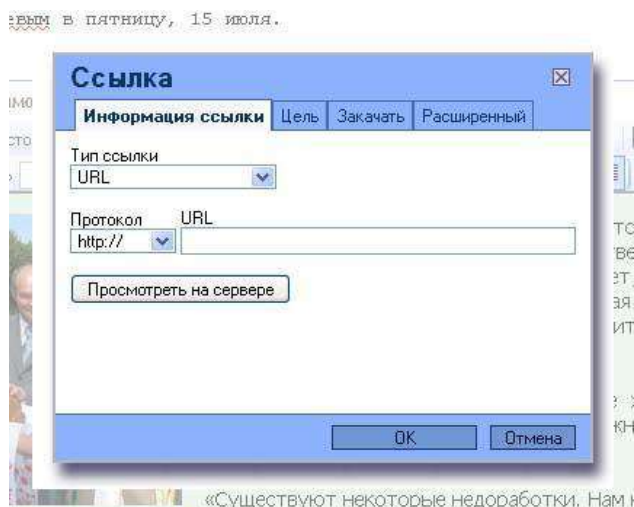 в пятницу, 15 июля.
Ссылка
Информация ссылки Цель Закачать Расширенный
Тип ссылки
URL
Протокол URL
http://
Просмотреть на сервере
OK Отмена
«Существуют некоторые недоработки. Нам